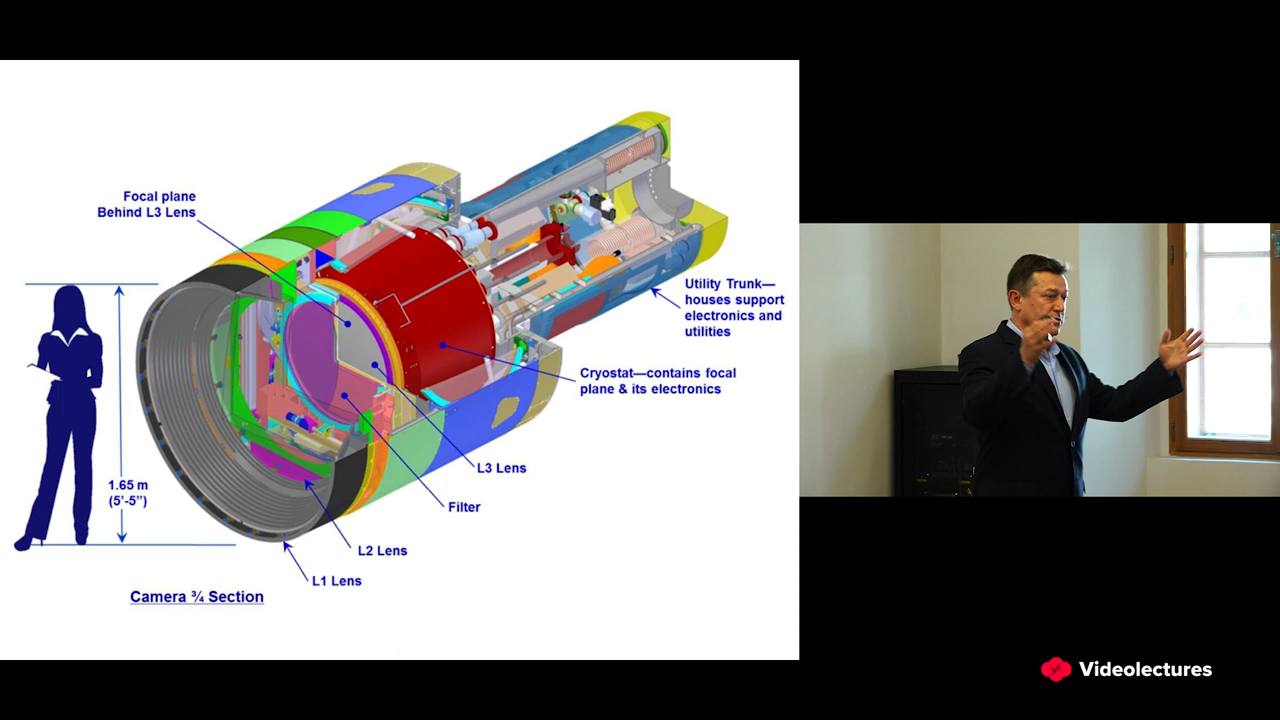 Focal plane
Behind L3 Lens
Utility Trunk—
houses support
electronics and
utilities
Cryostat—contains focal
plane & its electronics
1.65 m
(5'-5")
L3 Lens
Filter
L2 Lens
L1 Lens
Camera ¾ Section
Videolectures